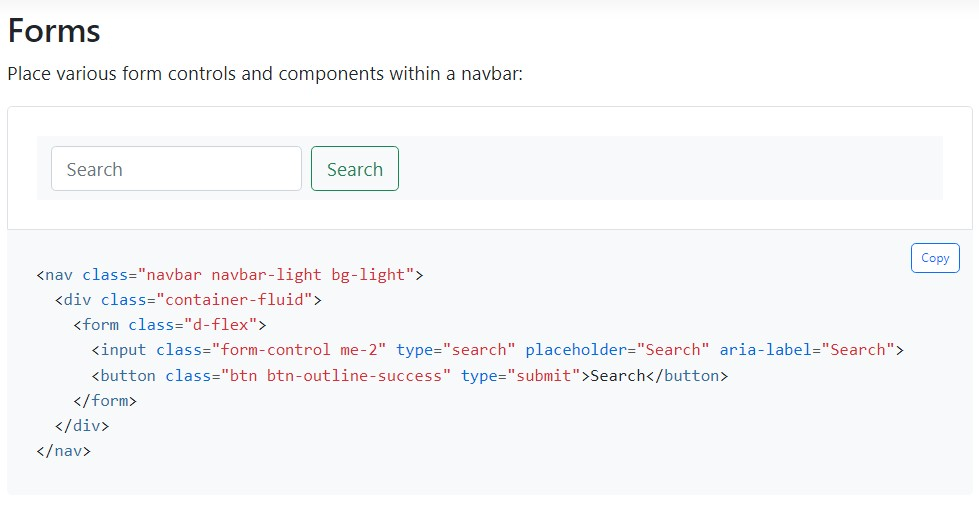 Forms
Place various form controls and components within a navbar:
Search Search
Copy
<nav class="navbar navbar-light bg-light">
  <div class="container-fluid">
    <form class="d-flex">
      <input class="form-control me-2" type="search" placeholder="Search" aria-label="Search">
      <button class="btn btn-outline-success" type="submit">Search</button>
    </form>
  </div>
</nav>